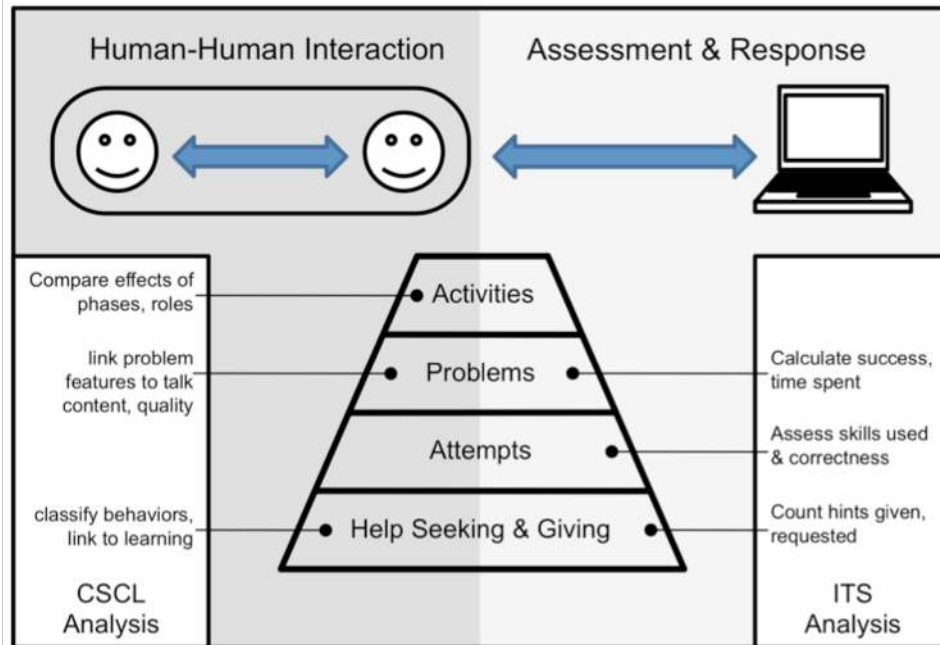 Human-Human Interaction
Assessment & Response
Compare effects of
phases, roles
link problem
features to talk
content, quality
classify behaviors,
link to learning
CSCL
Analysis
Activities
Problems
Attempts
Help Seeking & Giving
Calculate success,
time spent
Assess skills used
& correctness
Count hints given,
requested
ITS
Analysis